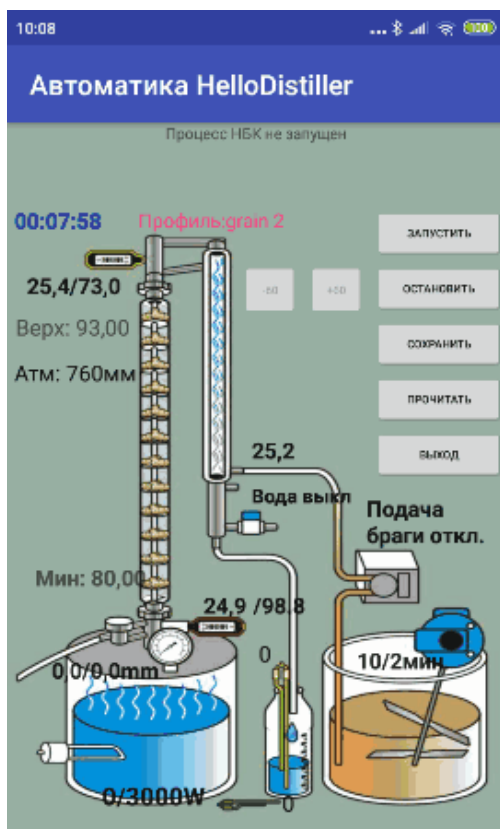 10:08
100
Автоматика HelloDistiller
Процесс НБК не запущен
00:07:58
Профиль:grain 2
ЗАПУСТИТЬ
25,4/73,0
-50
ОСТАНОВИТЬ
Верх: 93,00
СОХРАНИТЬ
Атм: 760мм
ПРОЧИТАТЬ
25,2
ВЫХОД
Вода выкл
Подача
браги откл.
Мин: 80,00
24,9 /98.8
0
10/2мин
0,0/0,0mm
0/3000W
0